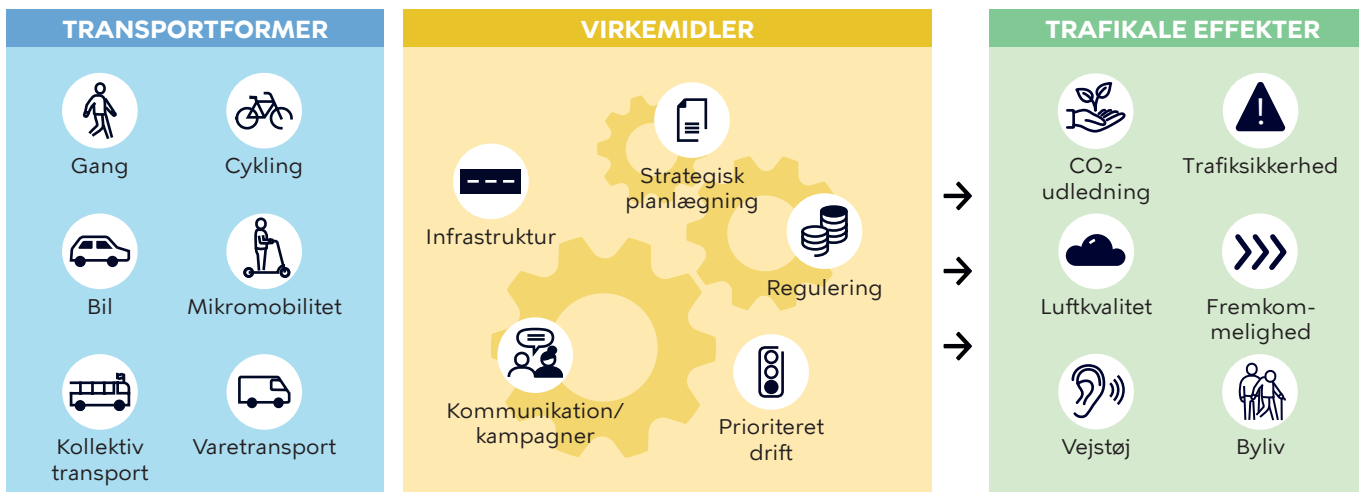 TRANSPORTFORMER
Gang
Cykling
Bil
Mikromobilitet
Kollektiv
transport
Varetransport
VIRKEMIDLER
Infrastruktur
Strategisk
planlægning
Regulering
Kommunikation/
kampagner
Prioriteret
drift
TRAFIKALE EFFEKTER
CO₂-
udledning
Trafiksikkerhed
Luftkvalitet
Fremkom-
melighed
Vejstøj
Byliv